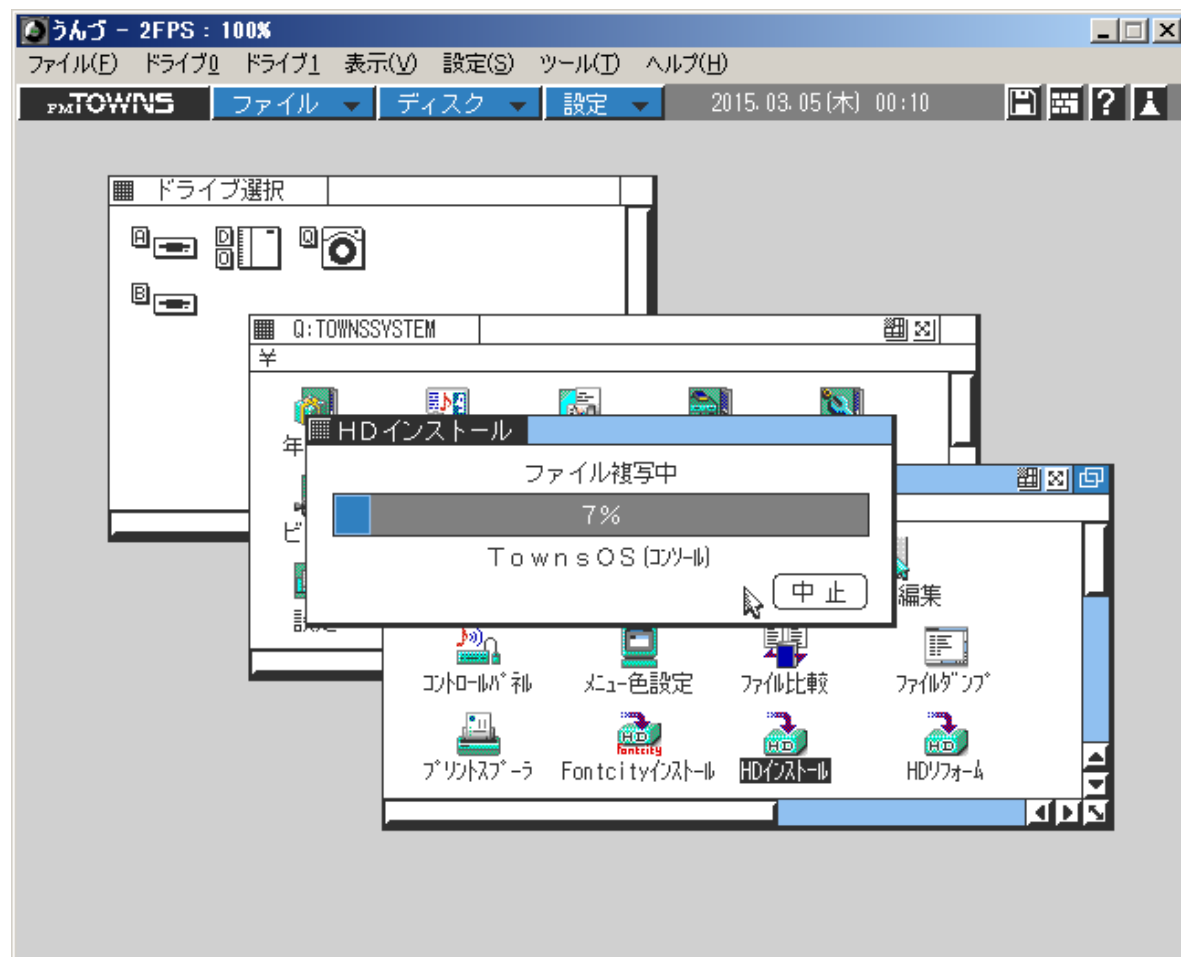 うんづ - 2FPS : 100%
ファイル(F) ドライブ0 ドライブ1 表示(V) 設定(S) ツール(T) ヘルプ(H)
FMTOWNS ファイル ディスク 設定 2015.03.05(木) 00:10 ?
ドライブ選択
A D O Q
B
Q:TOWNSSYSTEM
¥
年
HDインストール
ファイル複写中
7%
TownsOS(コンソール)
中止
編集
設定
コントロールパネル メニュー色設定 ファイル比較 ファイルダンプ
プリントスプーラ Fontcityインストール HDインストール HDリフォーム